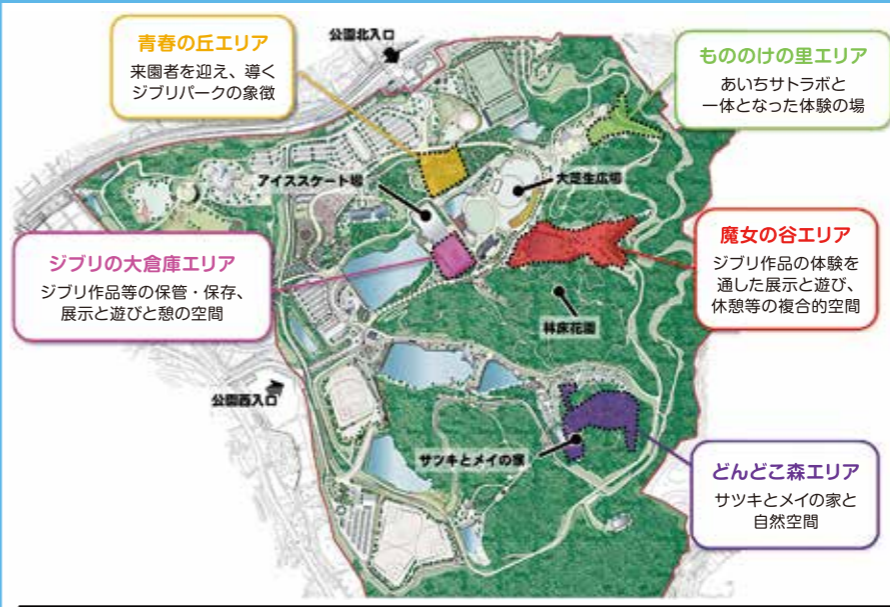 青春の丘エリア
来園者を迎え、導く
ジブリパークの象徴
公園北入口
もののけの里エリア
あいちサトラボと
一体となった体験の場
アイススケート場
大芝生広場
ジブリの大倉庫エリア
ジブリ作品等の保管・保存、
展示と遊びと憩の空間
魔女の谷エリア
ジブリ作品の体験を
通した展示と遊び、
休憩等の複合的空間
林床花園
公園西入口
サツキとメイの家
どんどこ森エリア
サツキとメイの家と
自然空間